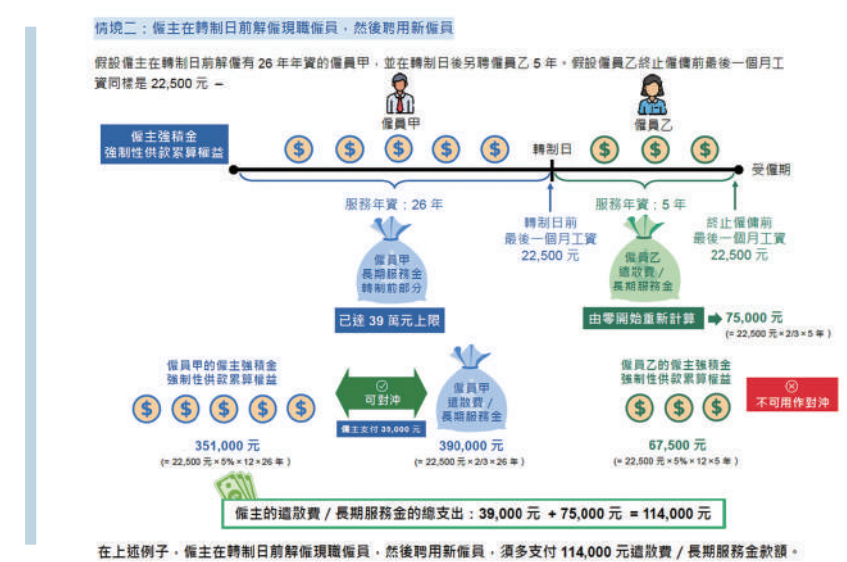 情境二：僱主在轉制日前解僱現職僱員，然後聘用新僱員
假設僱主在轉制日前解僱有 26 年年資的僱員甲，並在轉制日後另聘僱員乙 5 年。假設僱員乙終止僱傭前最後一個月工
資同樣是 22,500 元 –
僱員甲
僱員乙
僱主強積金
強制性供款累算權益
轉制日
受僱期
服務年資：26 年
轉制日前
最後一個月工資
22,500 元
服務年資：5 年
終止僱傭前
最後一個月工資
22,500 元
僱員甲
長期服務金
轉制前部分
已達 39 萬元上限
僱員乙
遣散費/
長期服務金
由零開始重新計算
75,000 元
(= 22,500 元×2/3×5 年)
僱員甲的僱主強積金
強制性供款累算權益
351,000 元
(= 22,500 元×5%×12×26 年)
可對沖
僱主支付 39,000 元
僱員甲
遣散費/
長期服務金
390,000 元
(= 22,500 元×2/3×26 年)
僱員乙的僱主強積金
強制性供款累算權益
67,500 元
(= 22,500 元×5%×12×5 年)
不可用作對沖
僱主的遣散費 / 長期服務金的總支出：39,000 元 + 75,000 元 = 114,000 元
在上述例子，僱主在轉制日前解僱現職僱員，然後聘用新僱員，須多支付 114,000 元遣散費 / 長期服務金款額。